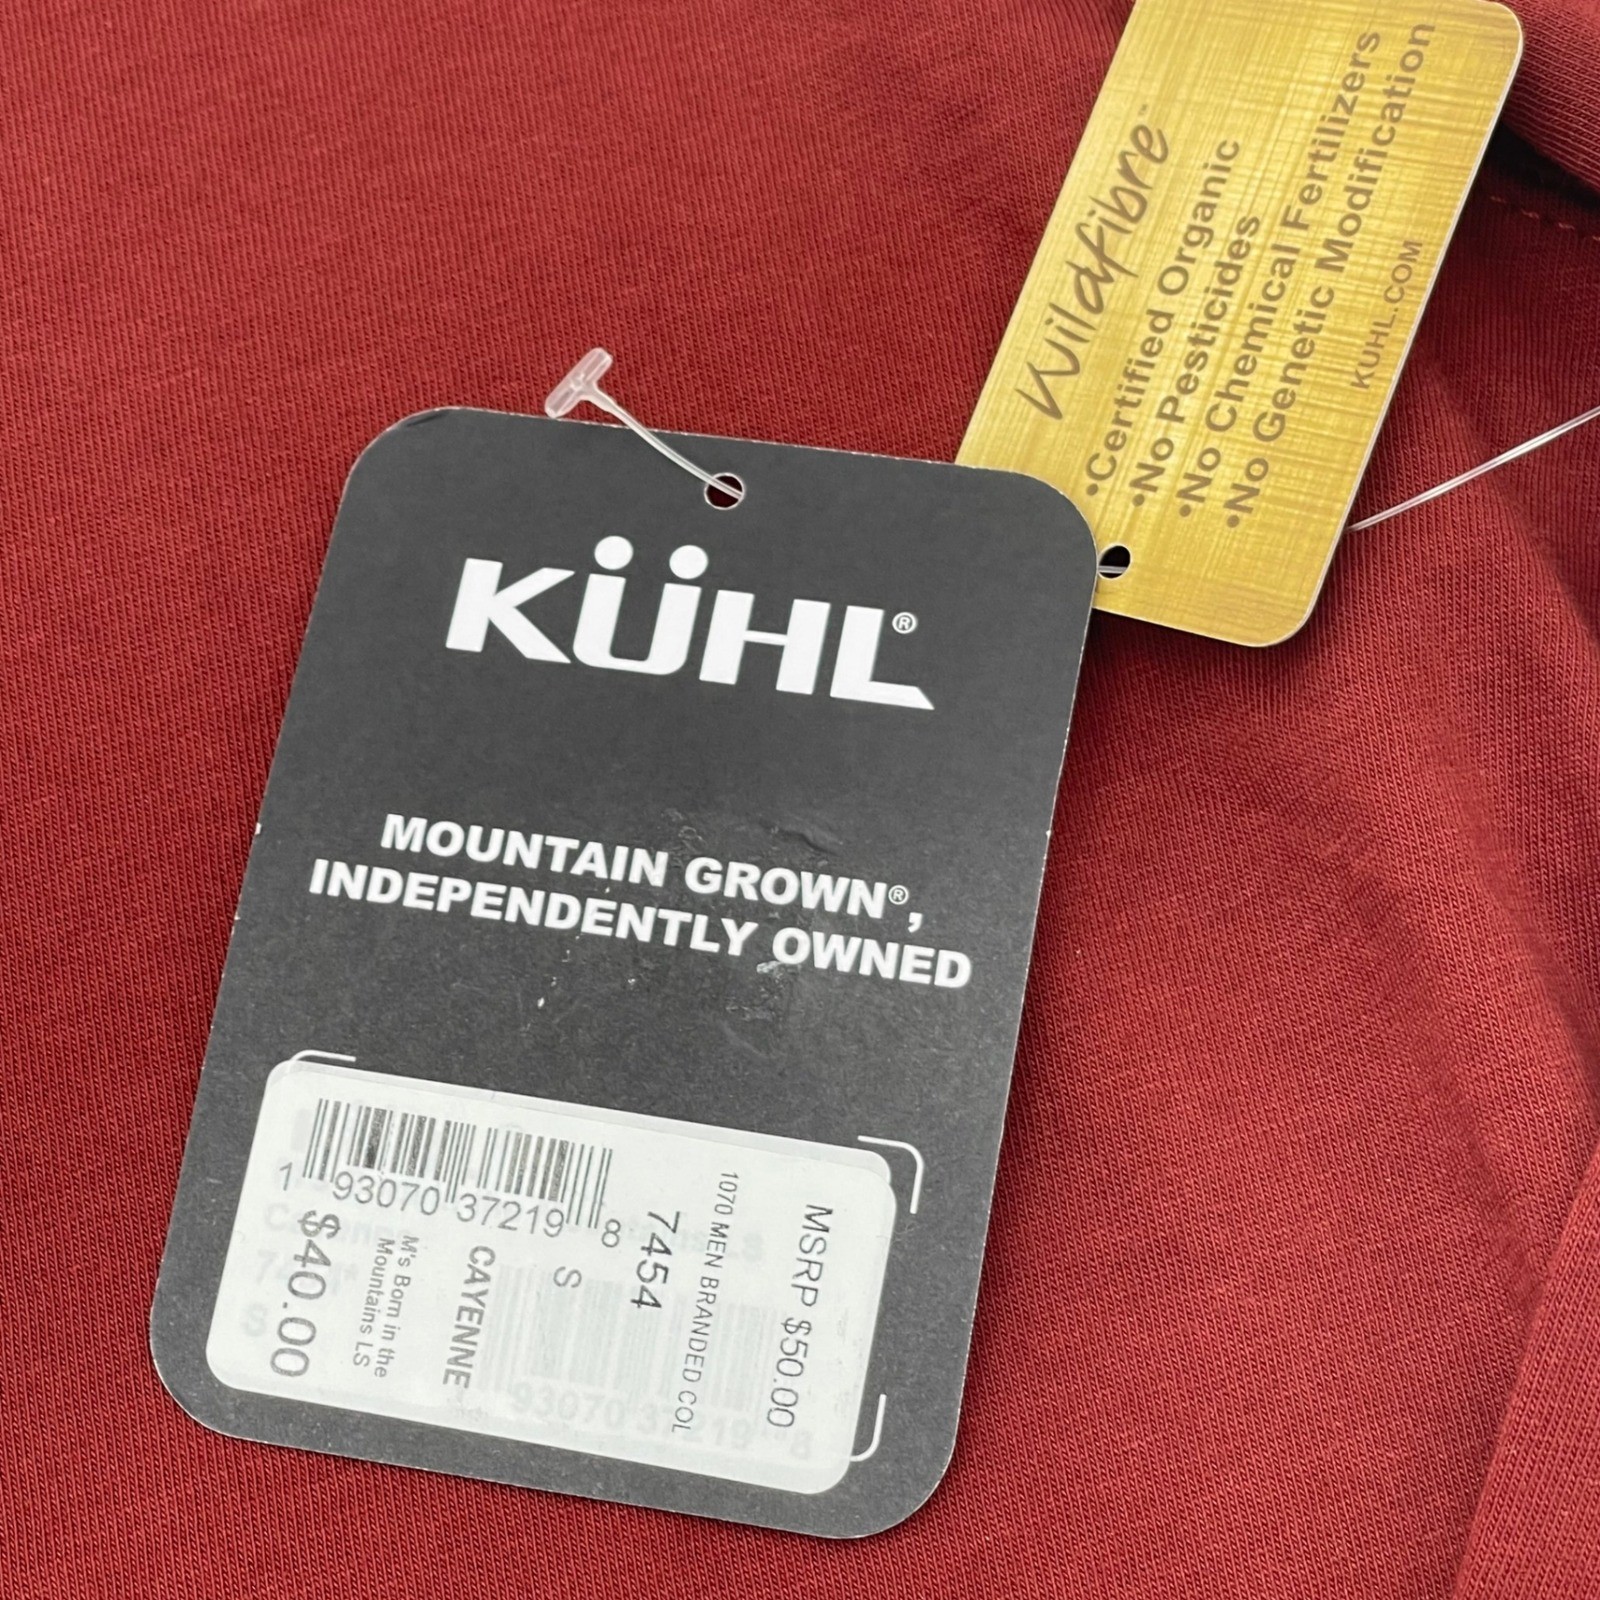 Wildfibre™
•Certified Organic
•No Pesticides
•No Chemical Fertilizers
•No Genetic Modification
KUHL.COM
KÜHL®
MOUNTAIN GROWN®,
INDEPENDENTLY OWNED
MSRP $50.00
1070 MEN BRANDED COL
7454
S
CAYENNE
M's Born in the
Mountains LS
$40.00
1 93070 37219 8